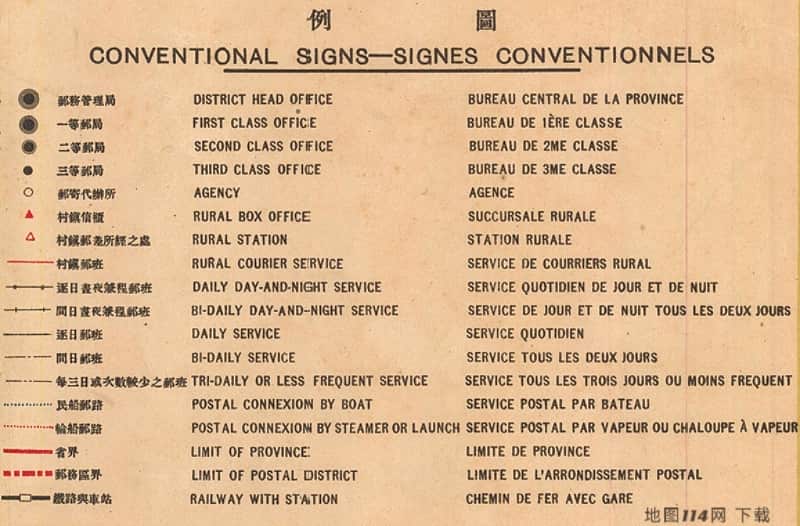 例 圖
CONVENTIONAL SIGNS—SIGNES CONVENTIONNELS
郵務管理局 DISTRICT HEAD OFFICE BUREAU CENTRAL DE LA PROVINCE
一等郵局 FIRST CLASS OFFICE BUREAU DE 1ÈRE CLASSE
二等郵局 SECOND CLASS OFFICE BUREAU DE 2ME CLASSE
三等郵局 THIRD CLASS OFFICE BUREAU DE 3ME CLASSE
郵寄代辦所 AGENCY AGENCE
村鎮信櫃 RURAL BOX OFFICE SUCCURSALE RURALE
村鎮郵差所經之處 RURAL STATION STATION RURALE
村鎮郵班 RURAL COURIER SERVICE SERVICE DE COURRIERS RURAL
逐日晝夜兼程郵班 DAILY DAY-AND-NIGHT SERVICE SERVICE QUOTIDIEN DE JOUR ET DE NUIT
間日晝夜兼程郵班 BI-DAILY DAY-AND-NIGHT SERVICE SERVICE DE JOUR ET DE NUIT TOUS LES DEUX JOURS
逐日郵班 DAILY SERVICE SERVICE QUOTIDIEN
間日郵班 BI-DAILY SERVICE SERVICE TOUS LES DEUX JOURS
每三日或次數較少之郵班 TRI-DAILY OR LESS FREQUENT SERVICE SERVICE TOUS LES TROIS JOURS OU MOINS FREQUENT
民船郵路 POSTAL CONNEXION BY BOAT SERVICE POSTAL PAR BATEAU
輪船郵路 POSTAL CONNEXION BY STEAMER OR LAUNCH SERVICE POSTAL PAR VAPEUR OU CHALOUPE À VAPEUR
省界 LIMIT OF PROVINCE LIMITE DE PROVINCE
郵務區界 LIMIT OF POSTAL DISTRICT LIMITE DE L'ARRONDISSEMENT POSTAL
鐵路與車站 RAILWAY WITH STATION CHEMIN DE FER AVEC GARE
地图114网 下载